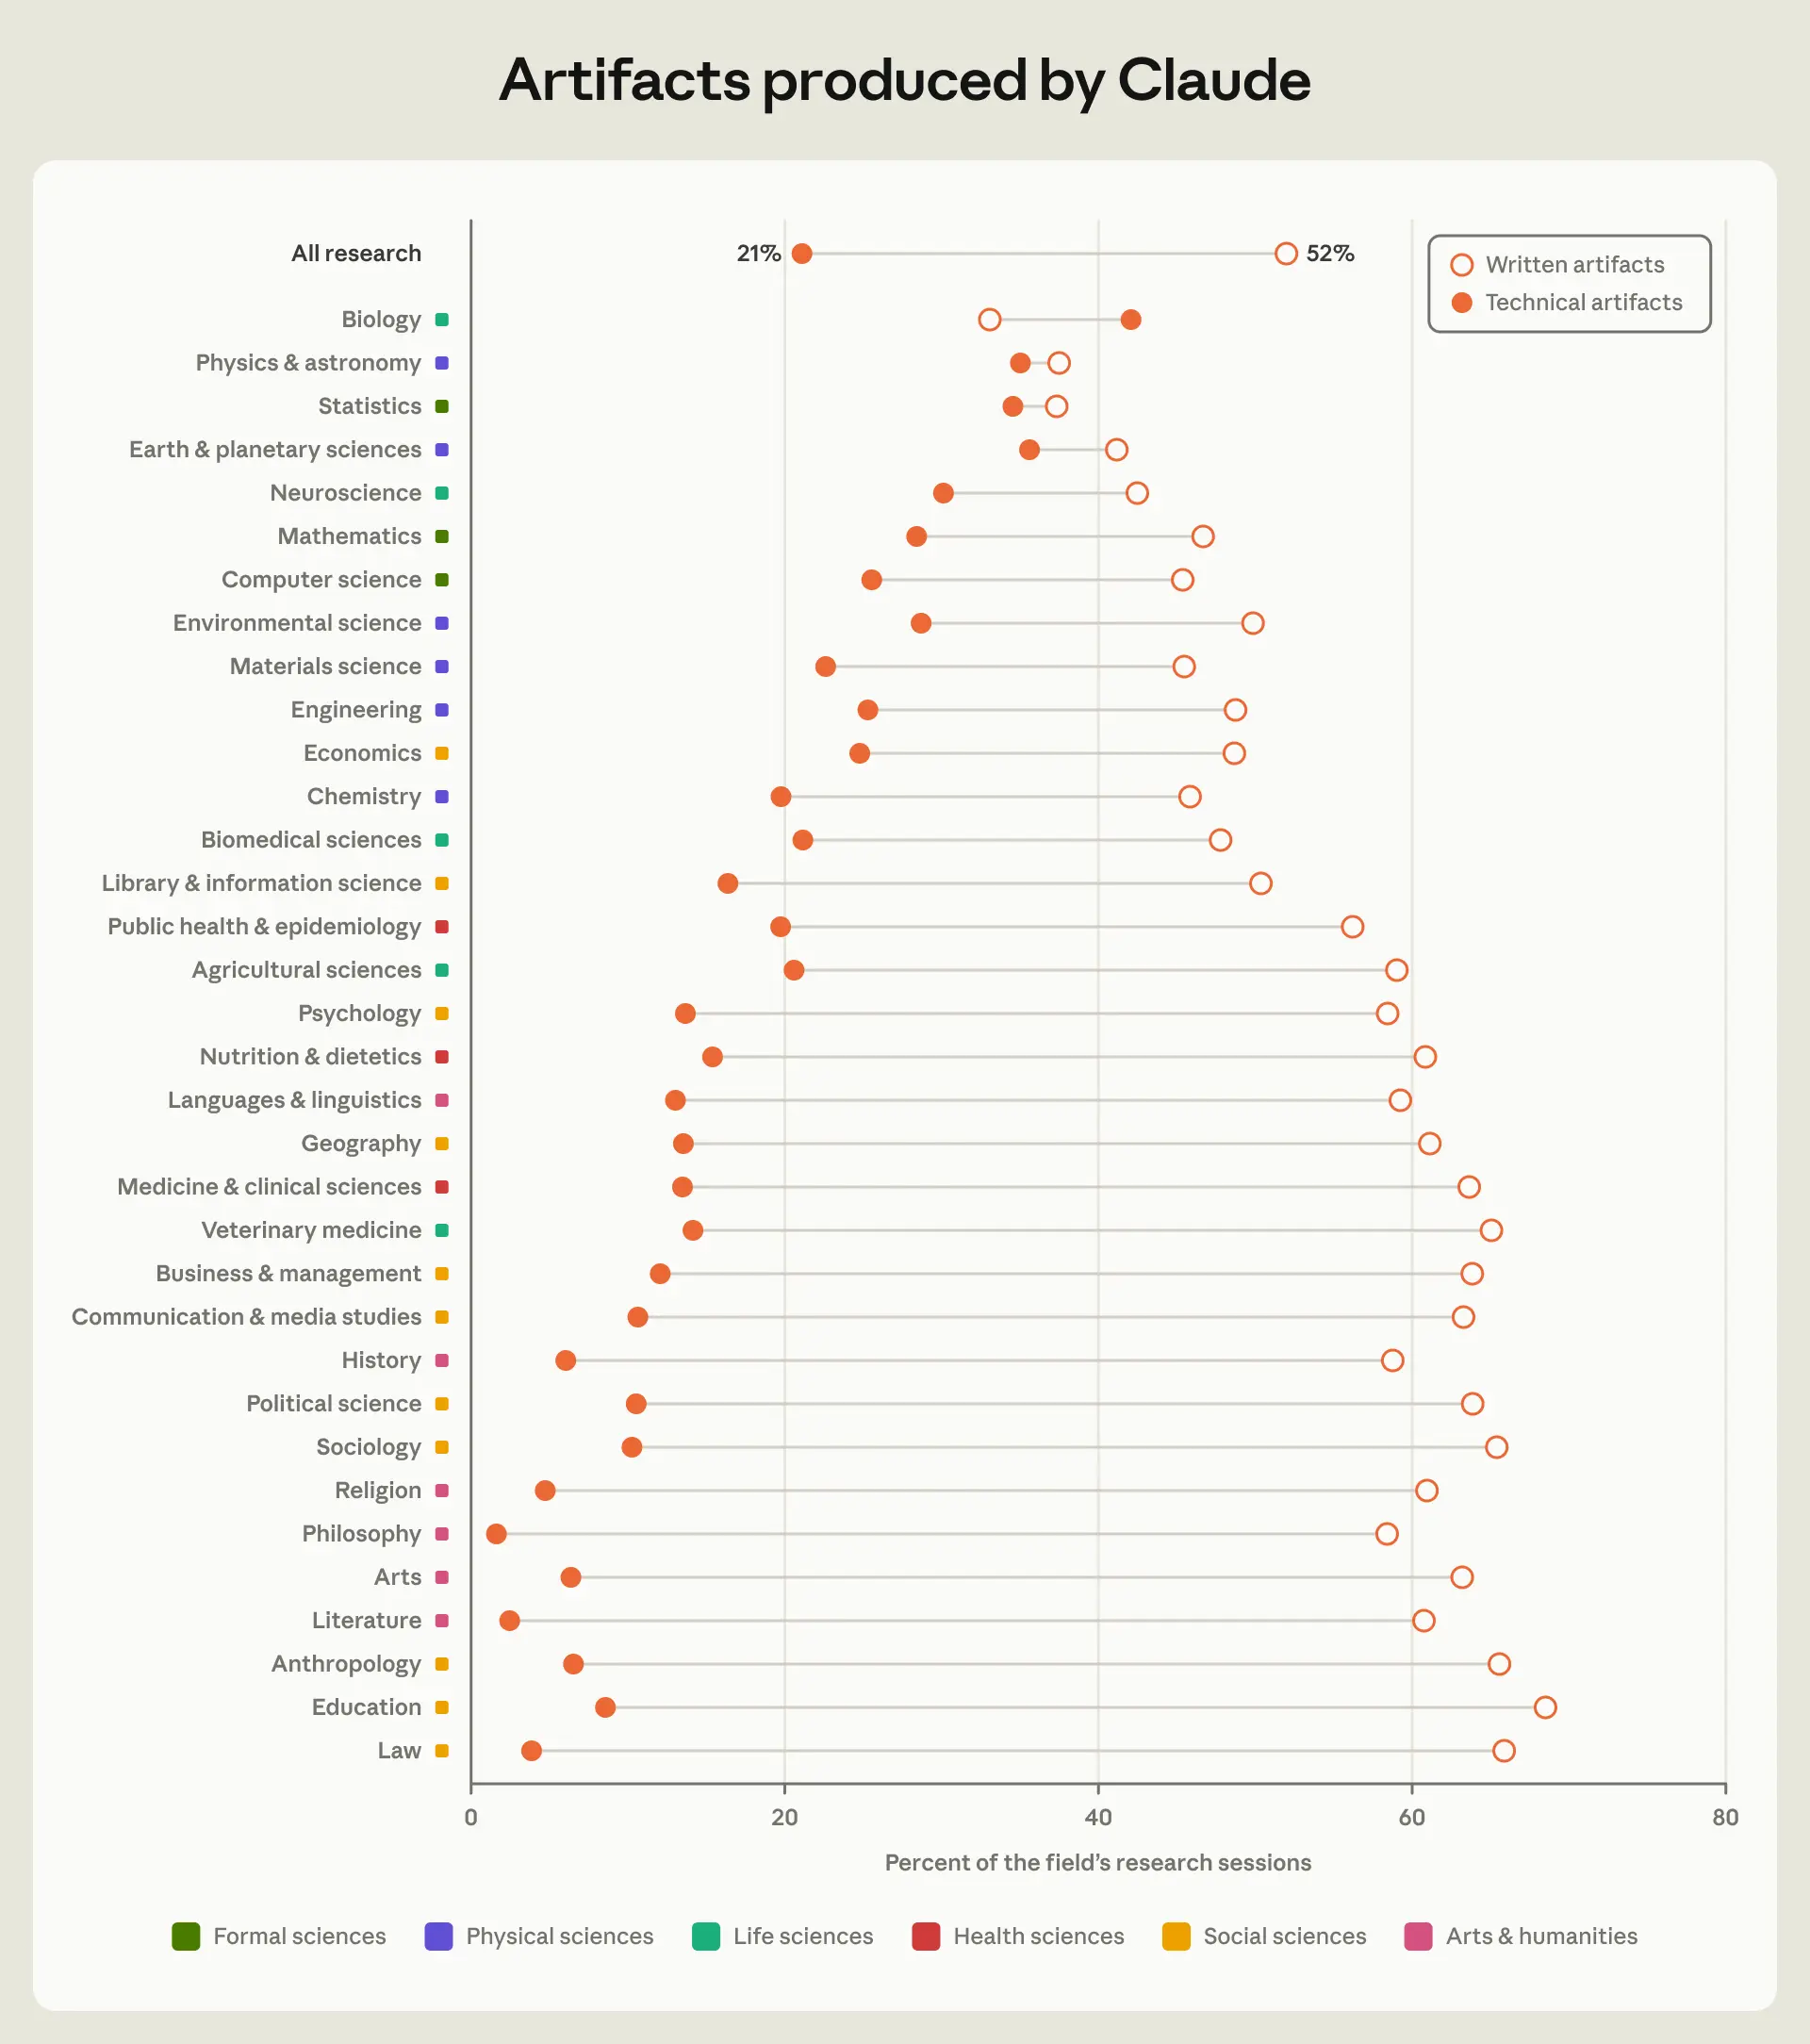 Artifacts produced by Claude
All research
21%
52%
Written artifacts
Technical artifacts
Biology
Physics & astronomy
Statistics
Earth & planetary sciences
Neuroscience
Mathematics
Computer science
Environmental science
Materials science
Engineering
Economics
Chemistry
Biomedical sciences
Library & information science
Public health & epidemiology
Agricultural sciences
Psychology
Nutrition & dietetics
Languages & linguistics
Geography
Medicine & clinical sciences
Veterinary medicine
Business & management
Communication & media studies
History
Political science
Sociology
Religion
Philosophy
Arts
Literature
Anthropology
Education
Law
0 20 40 60 80
Percent of the field’s research sessions
Formal sciences Physical sciences Life sciences Health sciences Social sciences Arts & humanities